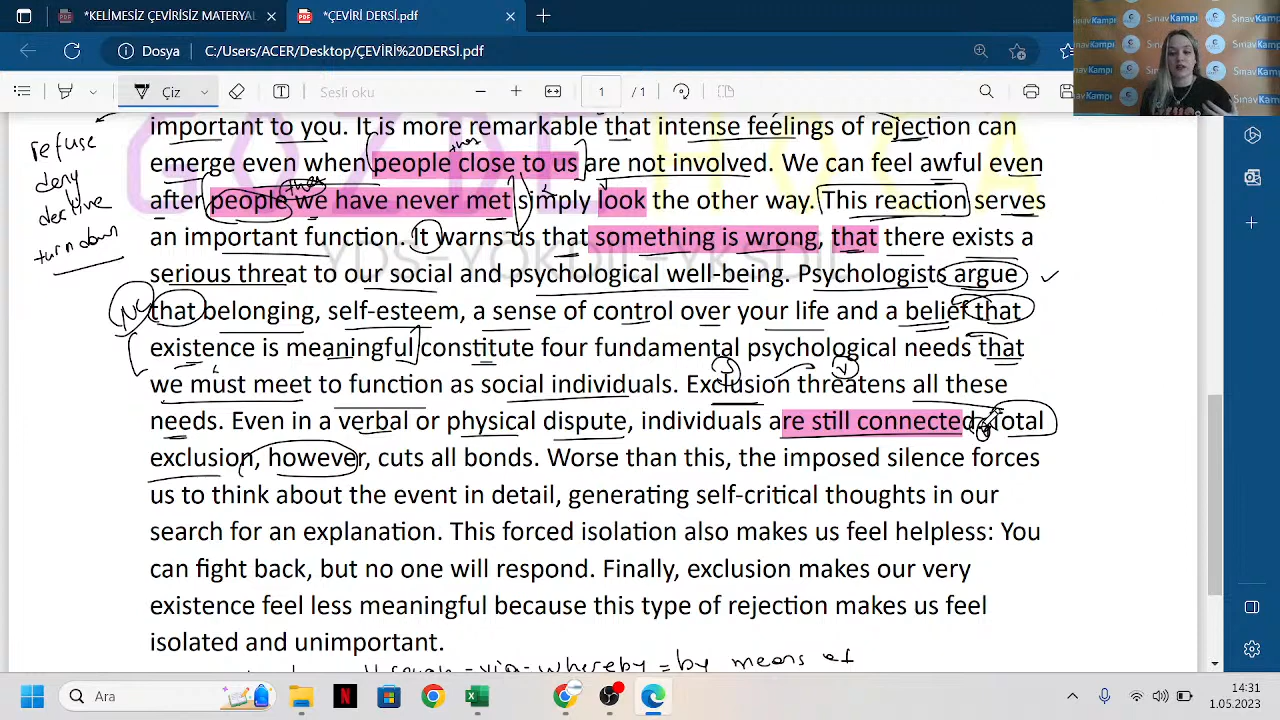 *KELİMESİZ ÇEVİRİSİZ MATERYAL
*ÇEVİRİ DERSİ.pdf
Dosya
C:/Users/ACER/Desktop/ÇEVİRİ%20DERSİ.pdf
Çiz
Sesli oku
1
/ 1
important to you. It is more remarkable that intense feelings of rejection can
emerge even when people close to us are not involved. We can feel awful even
after people we have never met simply look the other way. This reaction serves
an important function. It warns us that something is wrong, that there exists a
serious threat to our social and psychological well-being. Psychologists argue
that belonging, self-esteem, a sense of control over your life and a belief that
existence is meaningful constitute four fundamental psychological needs that
we must meet to function as social individuals. Exclusion threatens all these
needs. Even in a verbal or physical dispute, individuals are still connected. Total
exclusion, however, cuts all bonds. Worse than this, the imposed silence forces
us to think about the event in detail, generating self-critical thoughts in our
search for an explanation. This forced isolation also makes us feel helpless: You
can fight back, but no one will respond. Finally, exclusion makes our very
existence feel less meaningful because this type of rejection makes us feel
isolated and unimportant.
refuse
deny
decline
turn down
NC
through = via = whereby = by means of
YDS-YÖKDİL-YKSDİL
SınavKampı
SınavKampı
Ara
14:31
1.05.2023